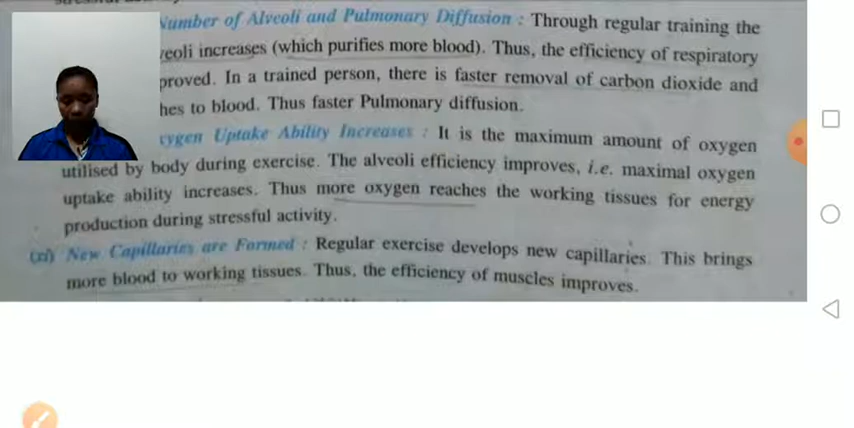 Number of Alveoli and Pulmonary Diffusion : Through regular training the
veoli increases (which purifies more blood). Thus, the efficiency of respiratory
proved. In a trained person, there is faster removal of carbon dioxide and
hes to blood. Thus faster Pulmonary diffusion.
xygen Uptake Ability Increases : It is the maximum amount of oxygen
utilised by body during exercise. The alveoli efficiency improves, i.e. maximal oxygen
uptake ability increases. Thus more oxygen reaches the working tissues for energy
production during stressful activity.
(xi) New Capillaries are Formed : Regular exercise develops new capillaries. This brings
more blood to working tissues. Thus, the efficiency of muscles improves.